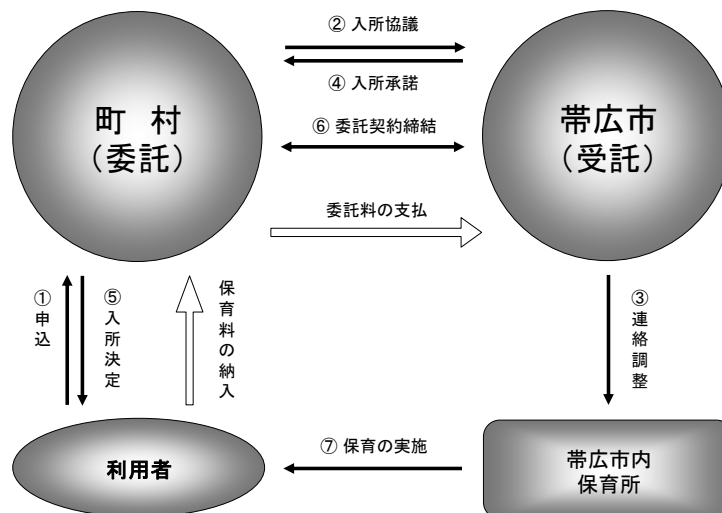 ② 入所協議
④ 入所承諾
町 村
(委託)
帯広市
(受託)
⑥ 委託契約締結
委託料の支払
①申込
⑤入所決定
保育料の納入
③連絡調整
利用者
⑦ 保育の実施
帯広市内
保育所